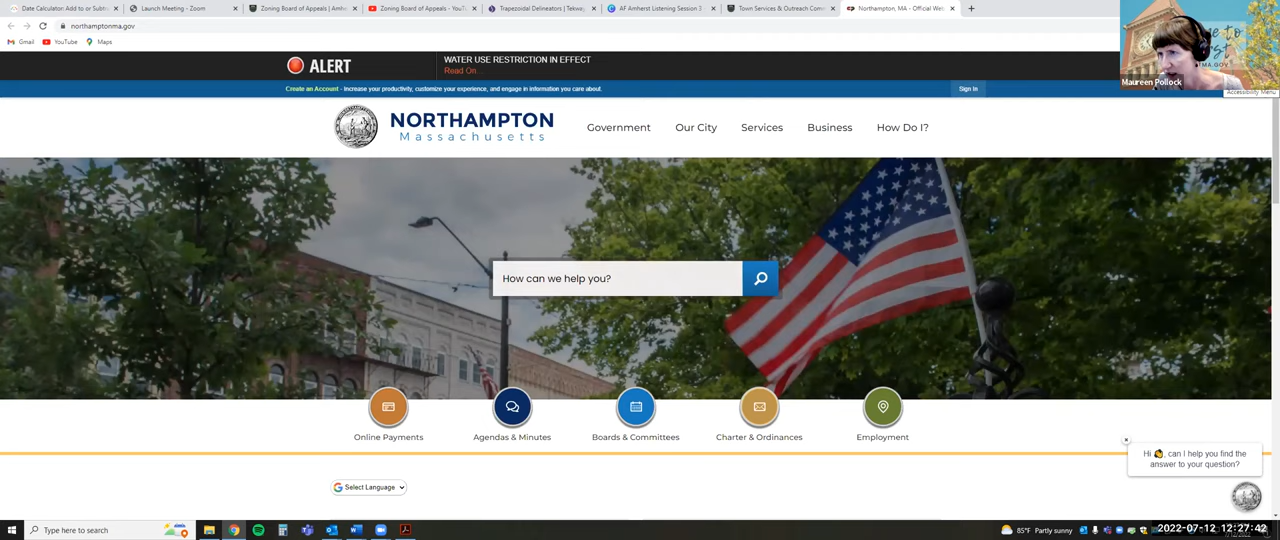 Date Calculator: Add to or Subtr
Launch Meeting - Zoom
Zoning Board of Appeals | Amhe
Zoning Board of Appeals - YouTu
Trapezoidal Delineators | Tekway
AF Amherst Listening Session 3 -
Town Services & Outreach Comm
Northampton, MA - Official Web
northamptonma.gov
Gmail
YouTube
Maps
ALERT
WATER USE RESTRICTION IN EFFECT
Read On...
Create an Account - Increase your productivity, customize your experience, and engage in information you care about.
Sign In
Maureen Pollock
Accessibility Menu
NORTHAMPTON
Massachusetts
Government
Our City
Services
Business
How Do I?
How can we help you?
Online Payments
Agendas & Minutes
Boards & Committees
Charter & Ordinances
Employment
Hi 👋, can I help you find the
answer to your question?
Select Language
Type here to search
85°F Partly sunny
2022-07-12 12:27:42